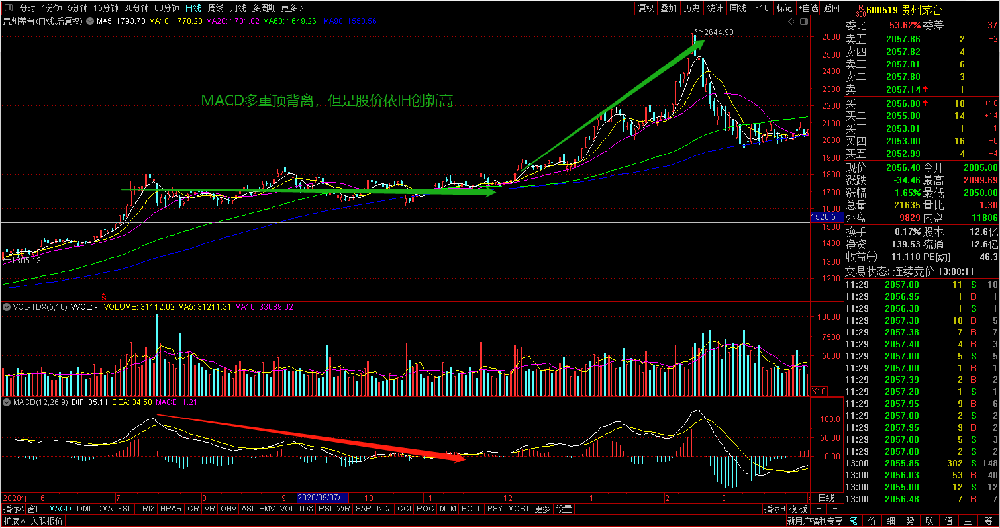 分时 1分钟 5分钟 15分钟 30分钟 60分钟 日线 周线 月线 多周期 更多 复权 叠加 历史 统计 画线 F10 标记 +自选 返回
R 300 600519 贵州茅台
贵州茅台(日线 后复权) MA5: 1793.73 MA10: 1778.23 MA20: 1731.82 MA60: 1649.26 MA90: 1550.56
2644.90
MACD多重顶背离，但是股价依旧创新高
1305.13
2600
2500
2400
2300
2200
2100
2000
1900
1800
1700
1600
1520.5
1500
1400
1300
1200
S
VOL-TDX(5,10) VVOL: - VOLUME: 31112.02 MA5: 31211.31 MA10: 33689.02
10000
7500
5000
X10
MACD(12,26,9) DIF: 35.11 DEA: 34.50 MACD: 1.21
100.0
50.00
0.00
2020年 6 7 8 9 2020/09/07/一 10 11 12 1 2 3 4 日线
指标A 窗口 MACD DMI DMA FSL TRIX BRAR CR VR OBV ASI EMV VOL-TDX RSI WR SAR KDJ CCI ROC MTM BOLL PSY MCST 更多 设置 指标B 模板 + -
扩展∧ 关联报价 新用户福利专享
委比 53.62% 委差 37
卖五 2057.86 2 +2
卖四 2057.82 4
卖三 2057.81 6
卖二 2057.80 3
卖一 2057.14 1
买一 2056.00 18 +18
买二 2055.00 14 +14
买三 2053.01 1 +1
买四 2053.00 16 +6
买五 2052.99 4 +4
现价 2056.48 今开 2085.00
涨跌 -34.46 最高 2099.69
涨幅 -1.65% 最低 2050.00
总量 21635 量比 1.30
外盘 9829 内盘 11806
换手 0.17% 股本 12.6亿
净资 139.53 流通 12.6亿
收益(一) 11.110 PE(动) 46.3
交易状态: 连续竞价 13:00:11
11:29 2057.00 11 S 10
11:29 2056.95 1 B 1
11:29 2056.30 1 S 1
11:29 2057.30 10 B 5
11:29 2057.38 7 B 7
11:29 2057.40 4 B 3
11:29 2057.00 5 S 5
11:29 2057.00 1 B 1
11:29 2057.39 2 B 2
11:29 2057.20 1 S 1
11:29 2057.95 9 B 6
11:29 2057.00 2 S 2
11:29 2057.95 9 B 2
11:29 2057.00 5 S 3
11:29 2057.00 2 S 2
13:00 2055.85 302 S 148
13:00 2056.03 53 B 40
13:00 2055.00 12 S 12
13:00 2056.48 7 B 7
笔 价 细 势 联 值 主 筹